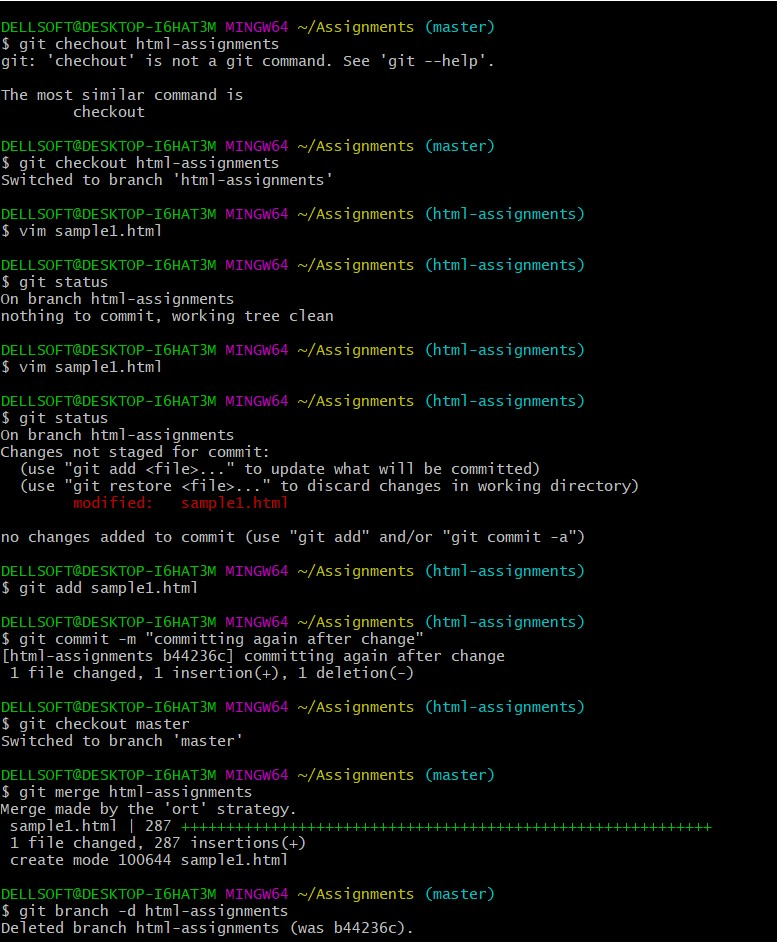 DELLSOFT@DESKTOP-I6HAT3M MINGW64 ~/Assignments (master)
$ git chechout html-assignments
git: 'chechout' is not a git command. See 'git --help'.
The most similar command is
checkout
DELLSOFT@DESKTOP-I6HAT3M MINGW64 ~/Assignments (master)
$ git checkout html-assignments
Switched to branch 'html-assignments'
DELLSOFT@DESKTOP-I6HAT3M MINGW64 ~/Assignments (html-assignments)
$ vim sample1.html
DELLSOFT@DESKTOP-I6HAT3M MINGW64 ~/Assignments (html-assignments)
$ git status
On branch html-assignments
nothing to commit, working tree clean
DELLSOFT@DESKTOP-I6HAT3M MINGW64 ~/Assignments (html-assignments)
$ vim sample1.html
DELLSOFT@DESKTOP-I6HAT3M MINGW64 ~/Assignments (html-assignments)
$ git status
On branch html-assignments
Changes not staged for commit:
  (use "git add <file>..." to update what will be committed)
  (use "git restore <file>..." to discard changes in working directory)
        modified:   sample1.html
no changes added to commit (use "git add" and/or "git commit -a")
DELLSOFT@DESKTOP-I6HAT3M MINGW64 ~/Assignments (html-assignments)
$ git add sample1.html
DELLSOFT@DESKTOP-I6HAT3M MINGW64 ~/Assignments (html-assignments)
$ git commit -m "committing again after change"
[html-assignments b44236c] committing again after change
 1 file changed, 1 insertion(+), 1 deletion(-)
DELLSOFT@DESKTOP-I6HAT3M MINGW64 ~/Assignments (html-assignments)
$ git checkout master
Switched to branch 'master'
DELLSOFT@DESKTOP-I6HAT3M MINGW64 ~/Assignments (master)
$ git merge html-assignments
Merge made by the 'ort' strategy.
 sample1.html | 287 +++++++++++++++++++++++++++++++++++++++++++++++++++++++++++
 1 file changed, 287 insertions(+)
 create mode 100644 sample1.html
DELLSOFT@DESKTOP-I6HAT3M MINGW64 ~/Assignments (master)
$ git branch -d html-assignments
Deleted branch html-assignments (was b44236c).